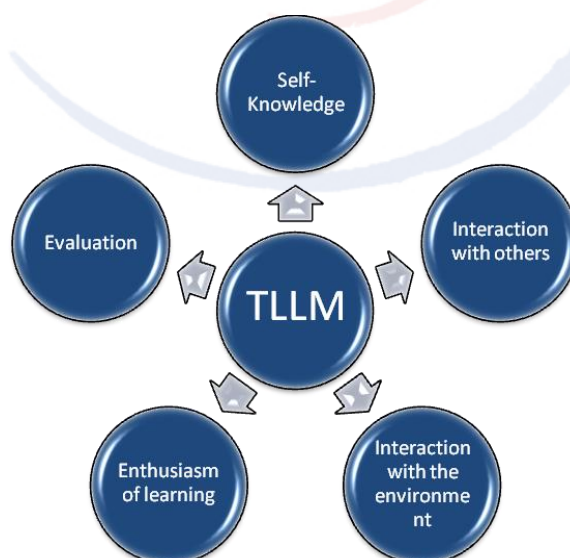 Self-
Knowledge
Evaluation
Interaction
with others
TLLM
Enthusiasm
of learning
Interaction
with the
environme
nt